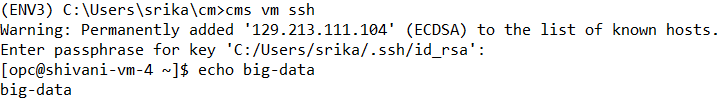 (ENV3) C:\Users\srika\cm>cms vm ssh
Warning: Permanently added '129.213.111.104' (ECDSA) to the list of known hosts.
Enter passphrase for key 'C:/Users/srika/.ssh/id_rsa':
[opc@shivani-vm-4 ~]$ echo big-data
big-data